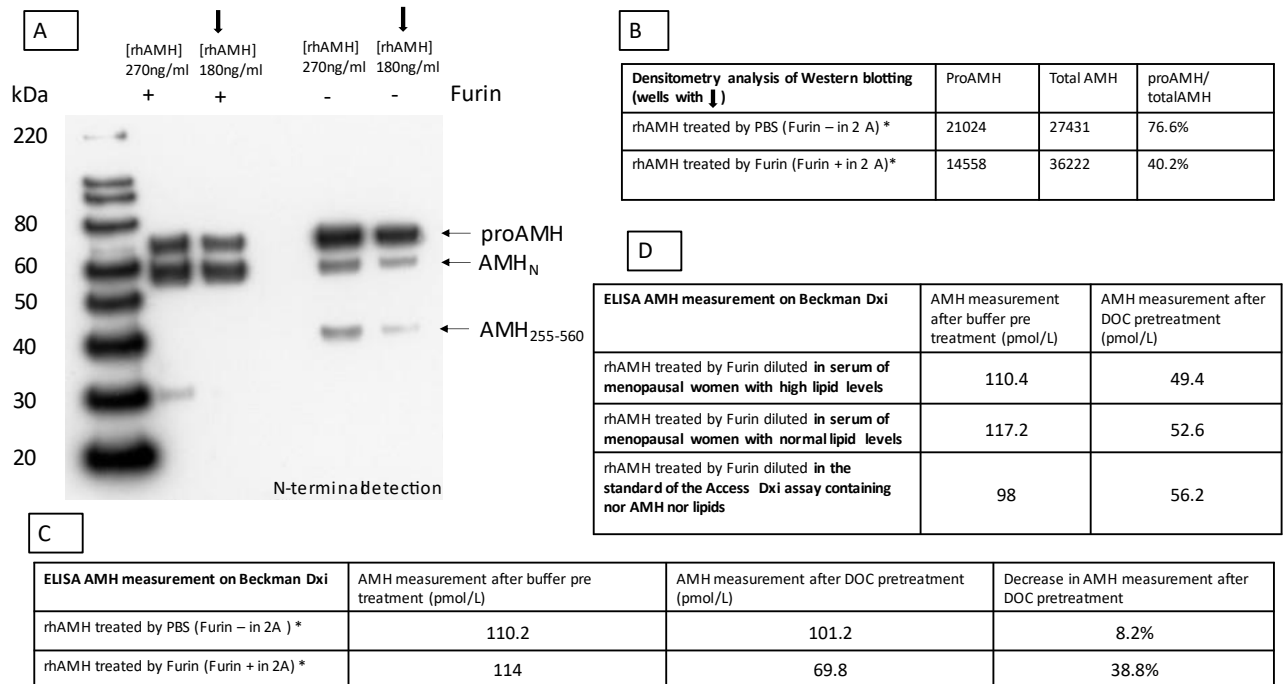 A
[rhAMH] [rhAMH] [rhAMH] [rhAMH]
270ng/ml 180ng/ml 270ng/ml 180ng/ml
kDa + + - - Furin
220
80
60
50
40
30
20
proAMH
AMHN
AMH255-560
N-terminaldetection
B
Densitometry analysis of Western blotting (wells with ↓) ProAMH Total AMH proAMH/ totalAMH
rhAMH treated by PBS (Furin – in 2 A) * 21024 27431 76.6%
rhAMH treated by Furin (Furin + in 2 A)* 14558 36222 40.2%
D
ELISA AMH measurement on Beckman Dxi AMH measurement after buffer pre treatment (pmol/L) AMH measurement after DOC pretreatment (pmol/L)
rhAMH treated by Furin diluted in serum of menopausal women with high lipid levels 110.4 49.4
rhAMH treated by Furin diluted in serum of menopausal women with normal lipid levels 117.2 52.6
rhAMH treated by Furin diluted in the standard of the Access Dxi assay containing nor AMH nor lipids 98 56.2
C
ELISA AMH measurement on Beckman Dxi AMH measurement after buffer pre treatment (pmol/L) AMH measurement after DOC pretreatment (pmol/L) Decrease in AMH measurement after DOC pretreatment
rhAMH treated by PBS (Furin – in 2A ) * 110.2 101.2 8.2%
rhAMH treated by Furin (Furin + in 2A) * 114 69.8 38.8%